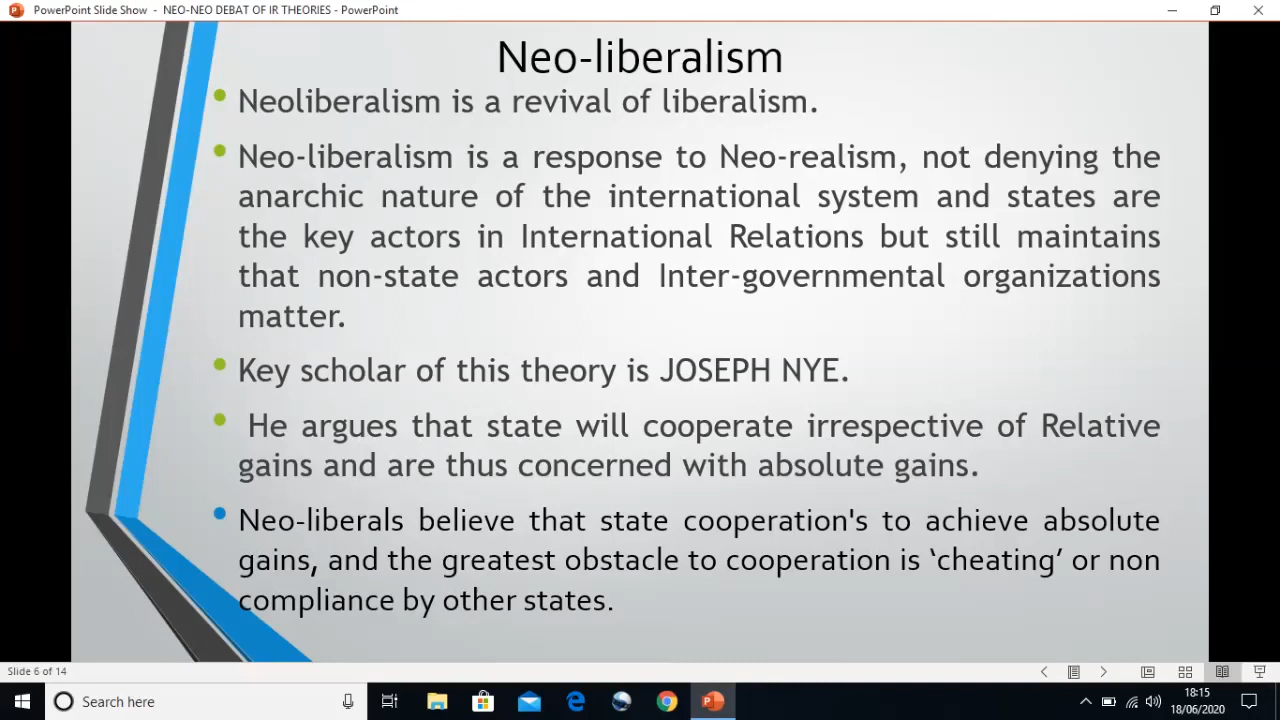 PowerPoint Slide Show - NEO-NEO DEBAT OF IR THEORIES - PowerPoint
Neo-liberalism
• Neoliberalism is a revival of liberalism.
• Neo-liberalism is a response to Neo-realism, not denying the
anarchic nature of the international system and states are
the key actors in International Relations but still maintains
that non-state actors and Inter-governmental organizations
matter.
• Key scholar of this theory is JOSEPH NYE.
• He argues that state will cooperate irrespective of Relative
gains and are thus concerned with absolute gains.
• Neo-liberals believe that state cooperation's to achieve absolute
gains, and the greatest obstacle to cooperation is ‘cheating’ or non
compliance by other states.
Slide 6 of 14
Search here
18:15
18/06/2020